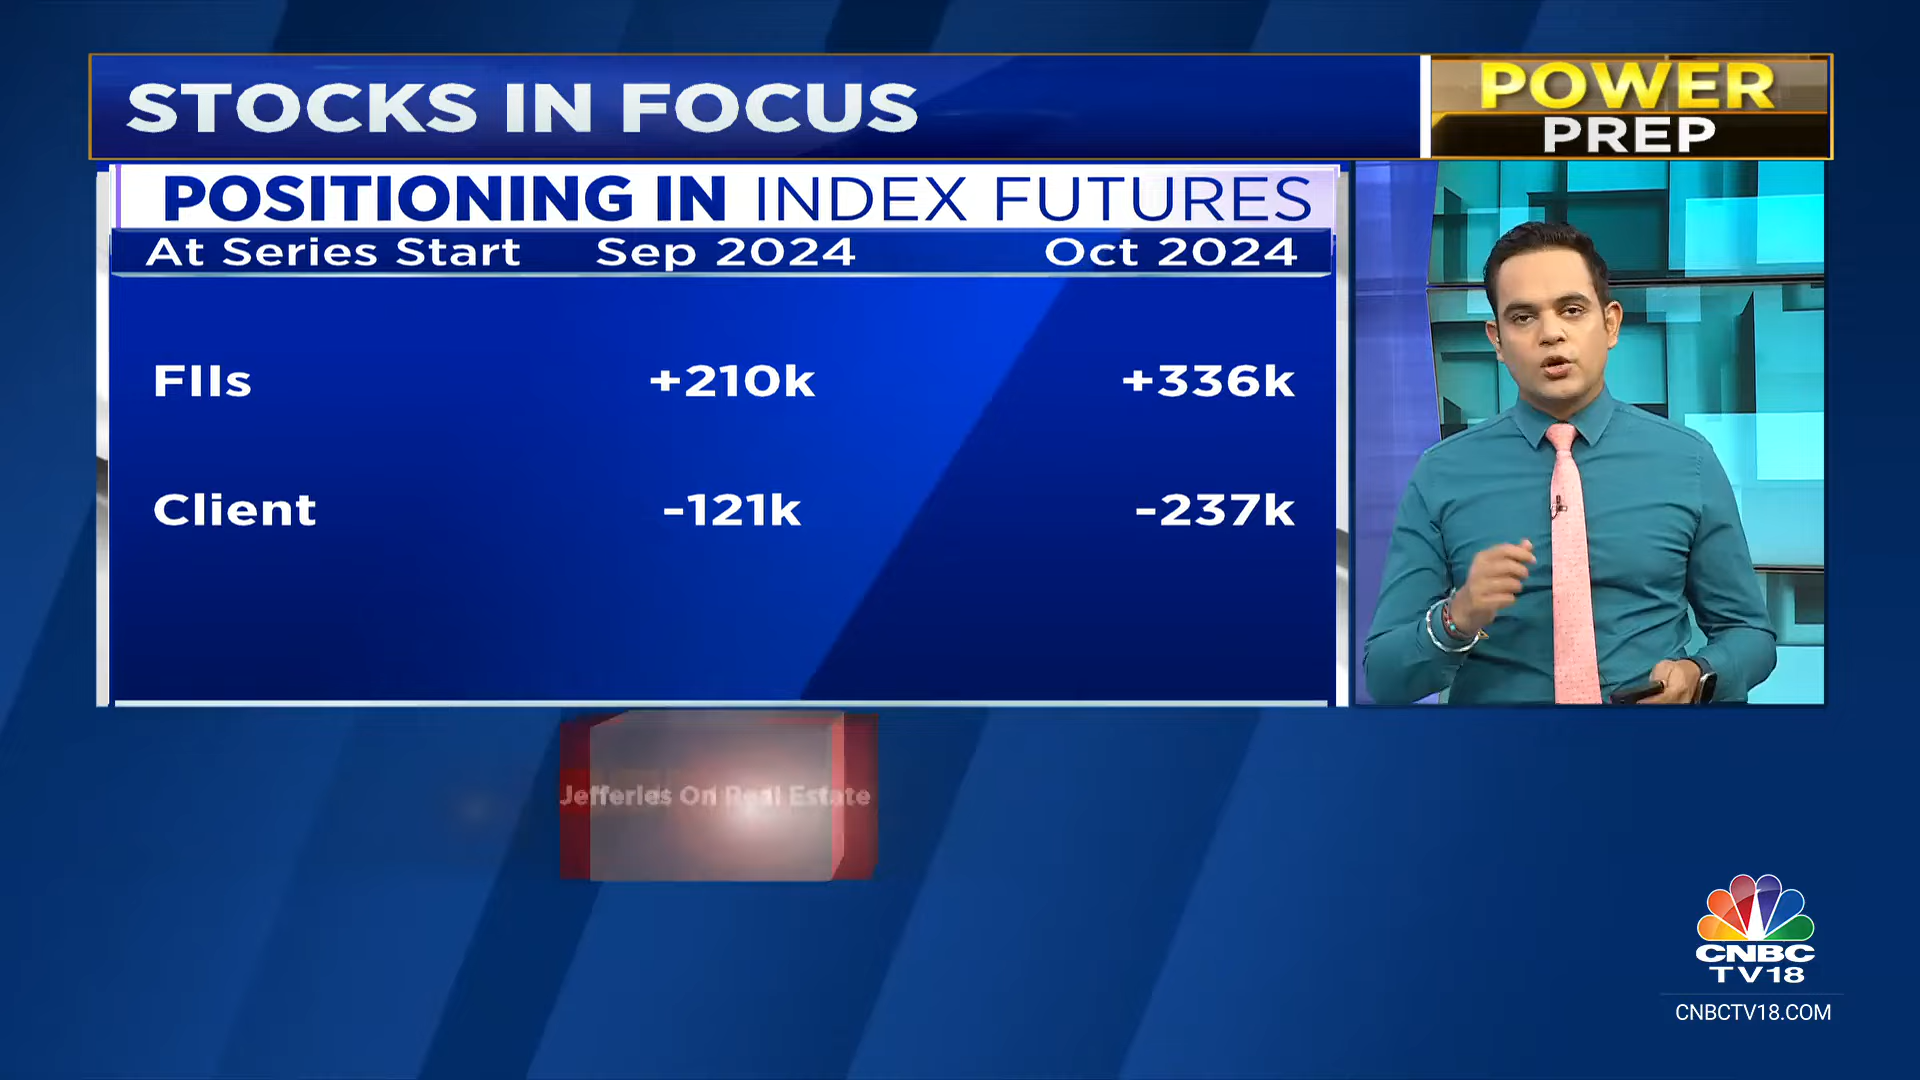 STOCKS IN FOCUS
POWER
PREP
POSITIONING IN INDEX FUTURES
At Series Start Sep 2024 Oct 2024
FIIs +210k +336k
Client -121k -237k
Jefferies On Real Estate
CNBC
TV18
CNBCTV18.COM